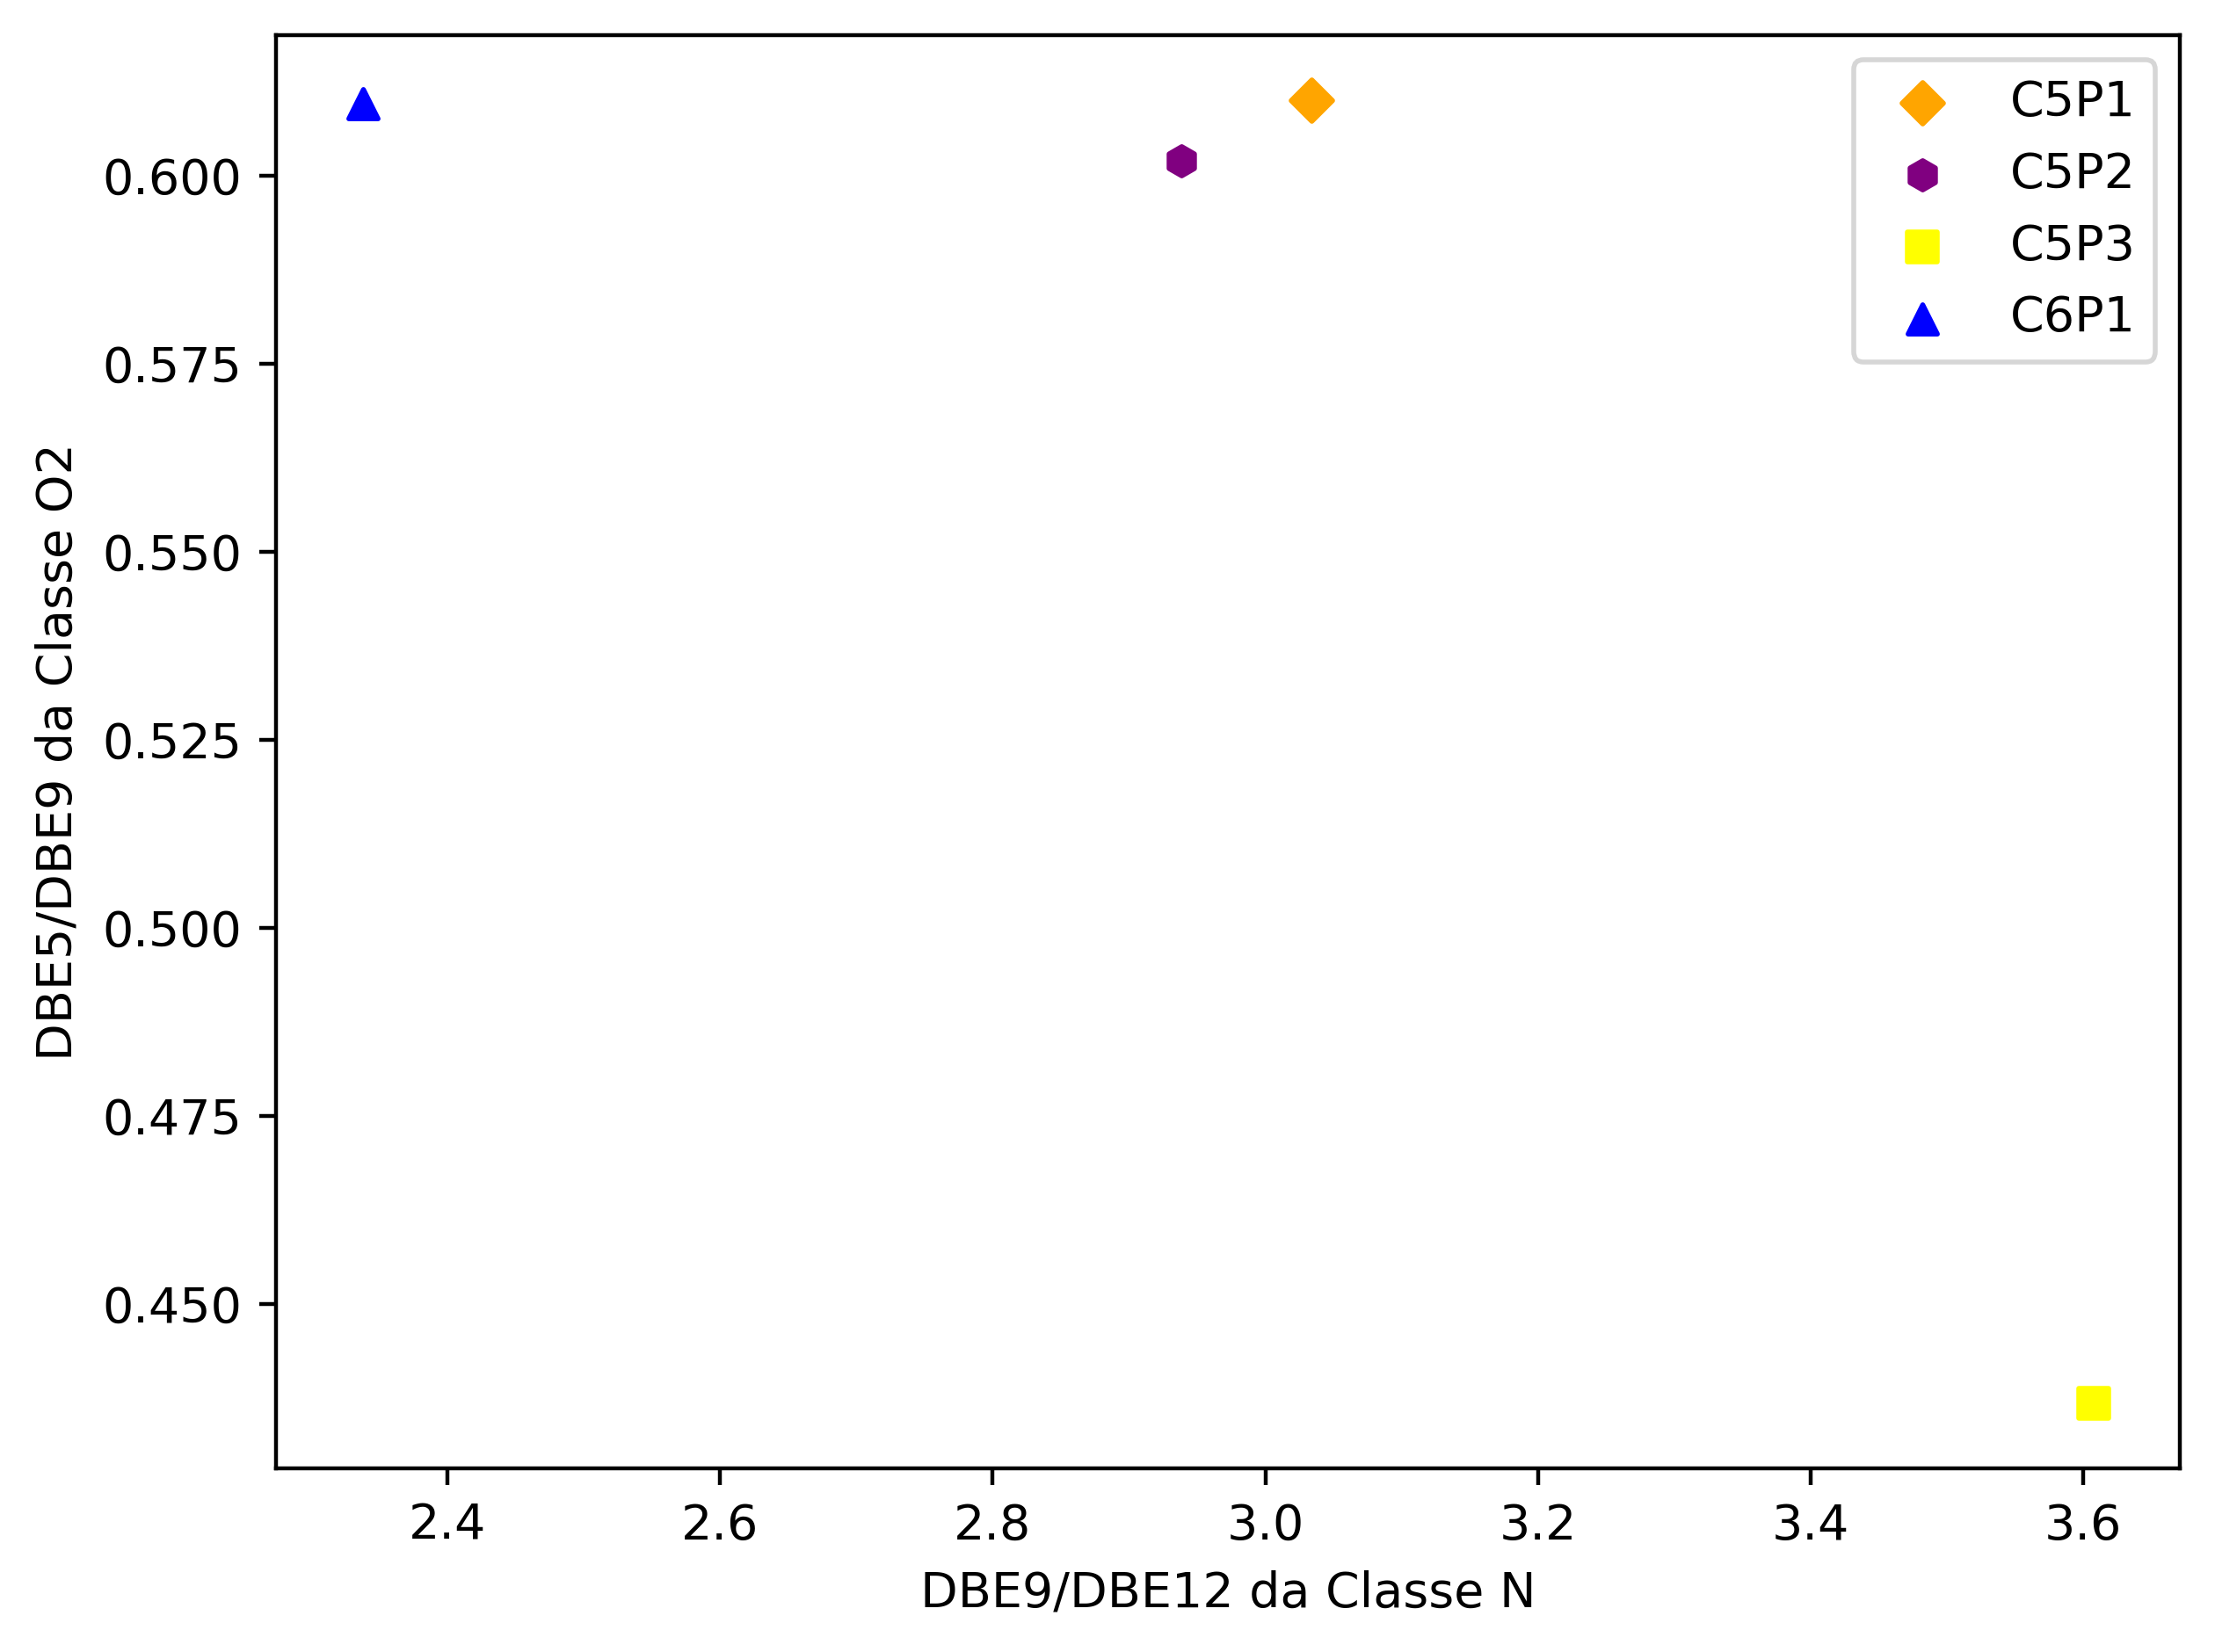 C5P1
C5P2
C5P3
C6P1
0.600
0.575
0.550
0.525
0.500
0.475
0.450
DBE5/DBE9 da Classe O2
2.4 2.6 2.8 3.0 3.2 3.4 3.6
DBE9/DBE12 da Classe N